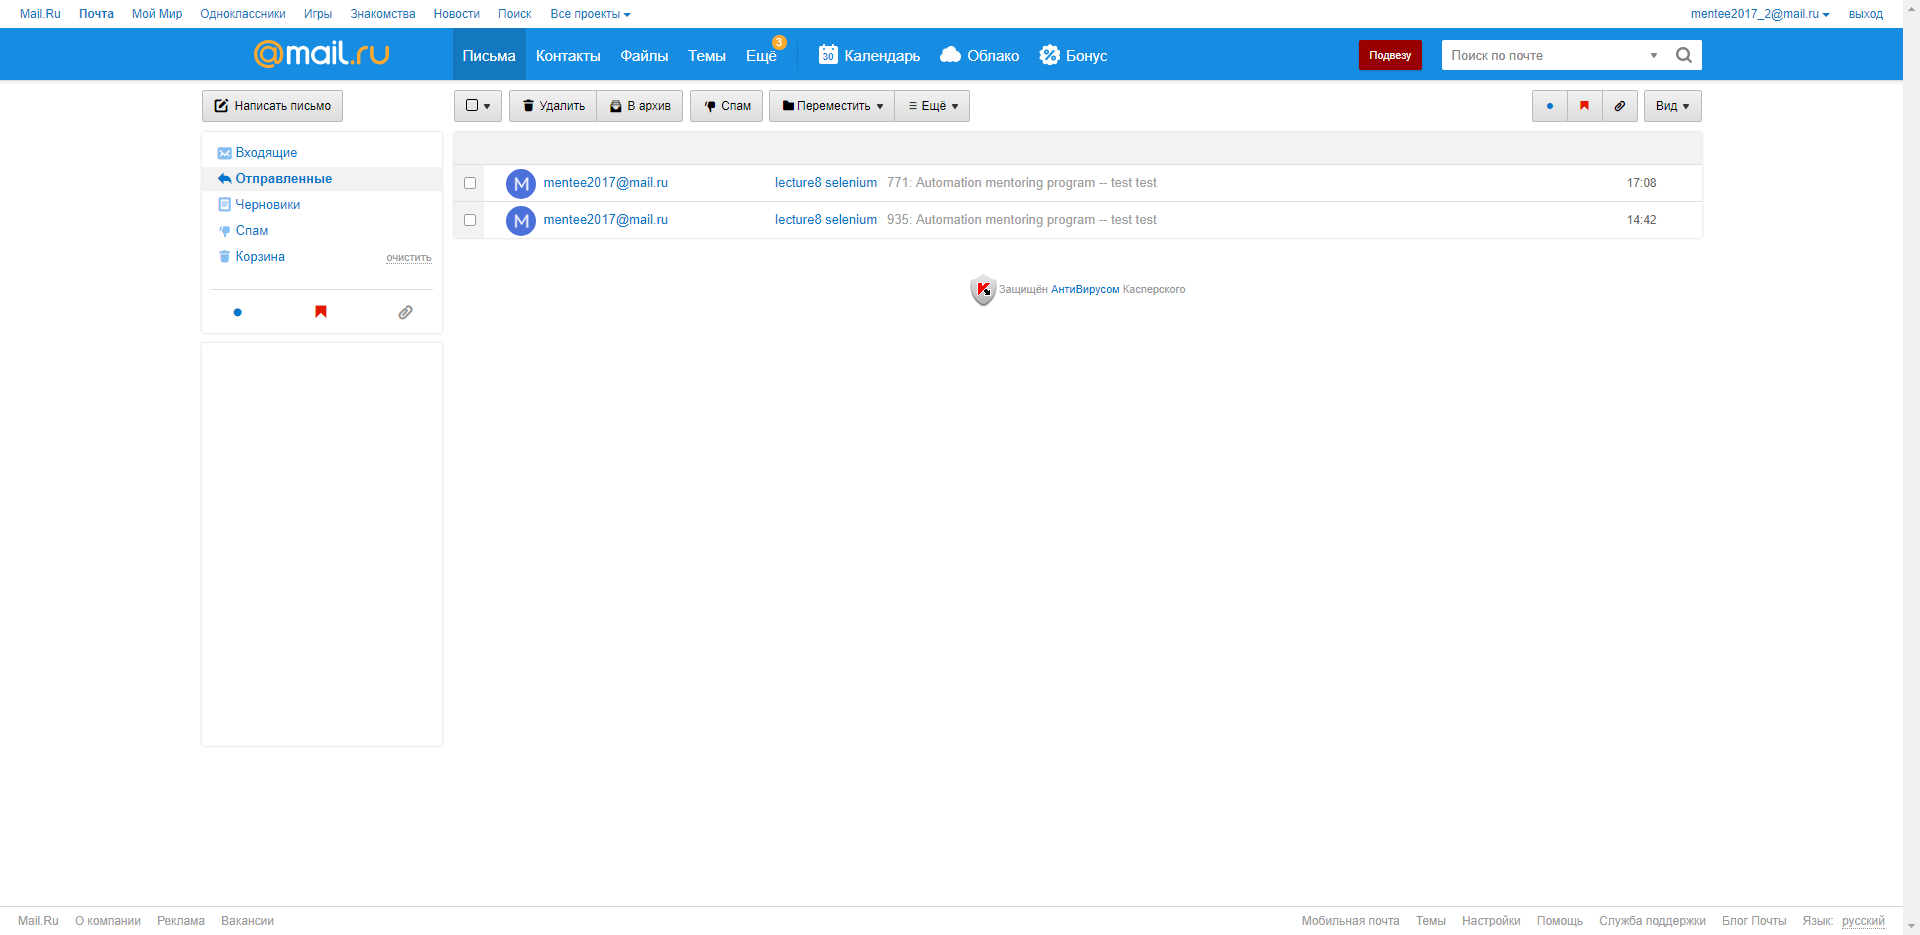 Mail.Ru Почта Мой Мир Одноклассники Игры Знакомства Новости Поиск Все проекты mentee2017_2@mail.ru выход
@mail.ru Письма Контакты Файлы Темы Ещё 3 30 Календарь Облако % Бонус Подвезу Поиск по почте
Написать письмо Удалить В архив Спам Переместить Ещё Вид
Входящие
Отправленные
Черновики
Спам
Корзина очистить
M mentee2017@mail.ru lecture8 selenium 771: Automation mentoring program -- test test 17:08
M mentee2017@mail.ru lecture8 selenium 935: Automation mentoring program -- test test 14:42
Защищён АнтиВирусом Касперского
Mail.Ru О компании Реклама Вакансии Мобильная почта Темы Настройки Помощь Служба поддержки Блог Почты Язык: русский